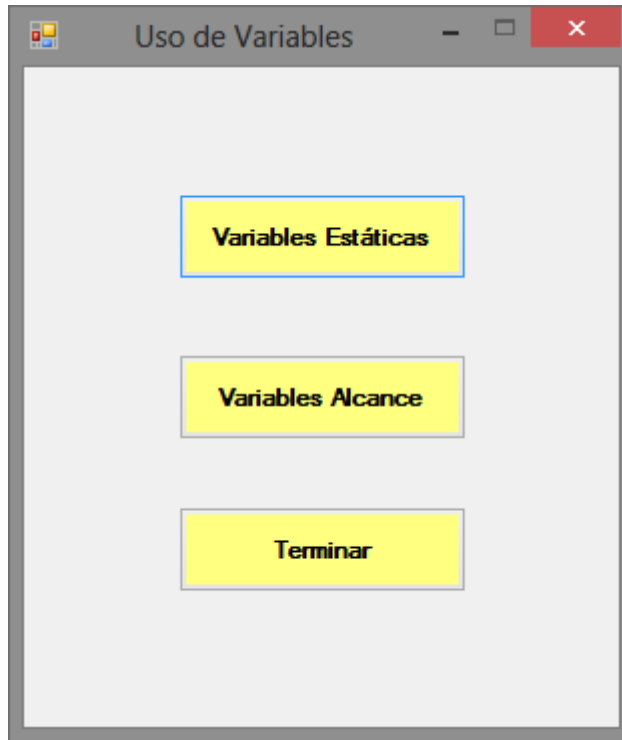 Uso de Variables
Variables Estáticas
Variables Alcance
Terminar